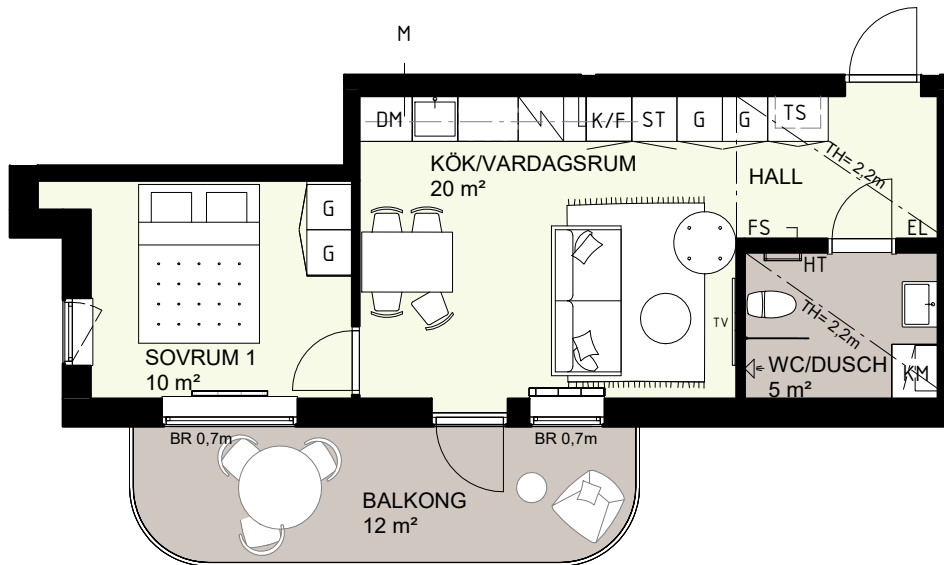 M
DM
K/F
ST
G
G
TS
KÖK/VARDAGSRUM
20 m²
TH= 2,2m
HALL
G
G
FS
EL
HT
TH= 2,2m
TV
SOVRUM 1
10 m²
WC/DUSCH
5 m²
KM
BR 0,7m
BR 0,7m
BALKONG
12 m²